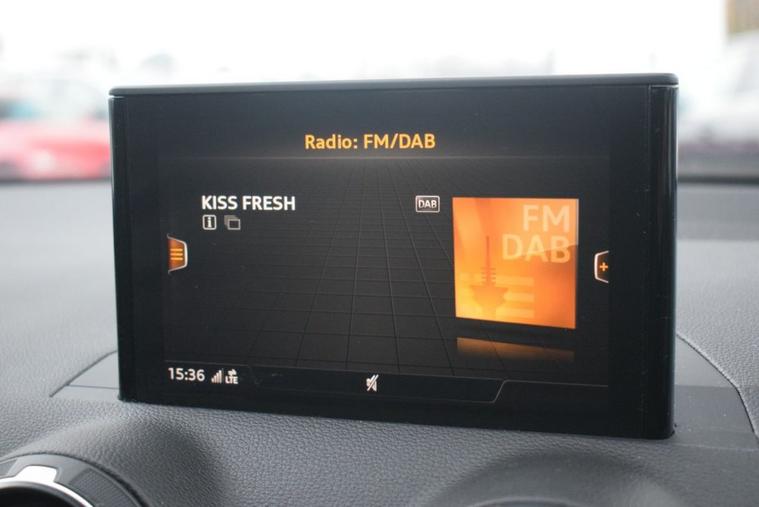 Radio: FM/DAB
KISS FRESH
DAB
FM
DAB
15:36 LTE